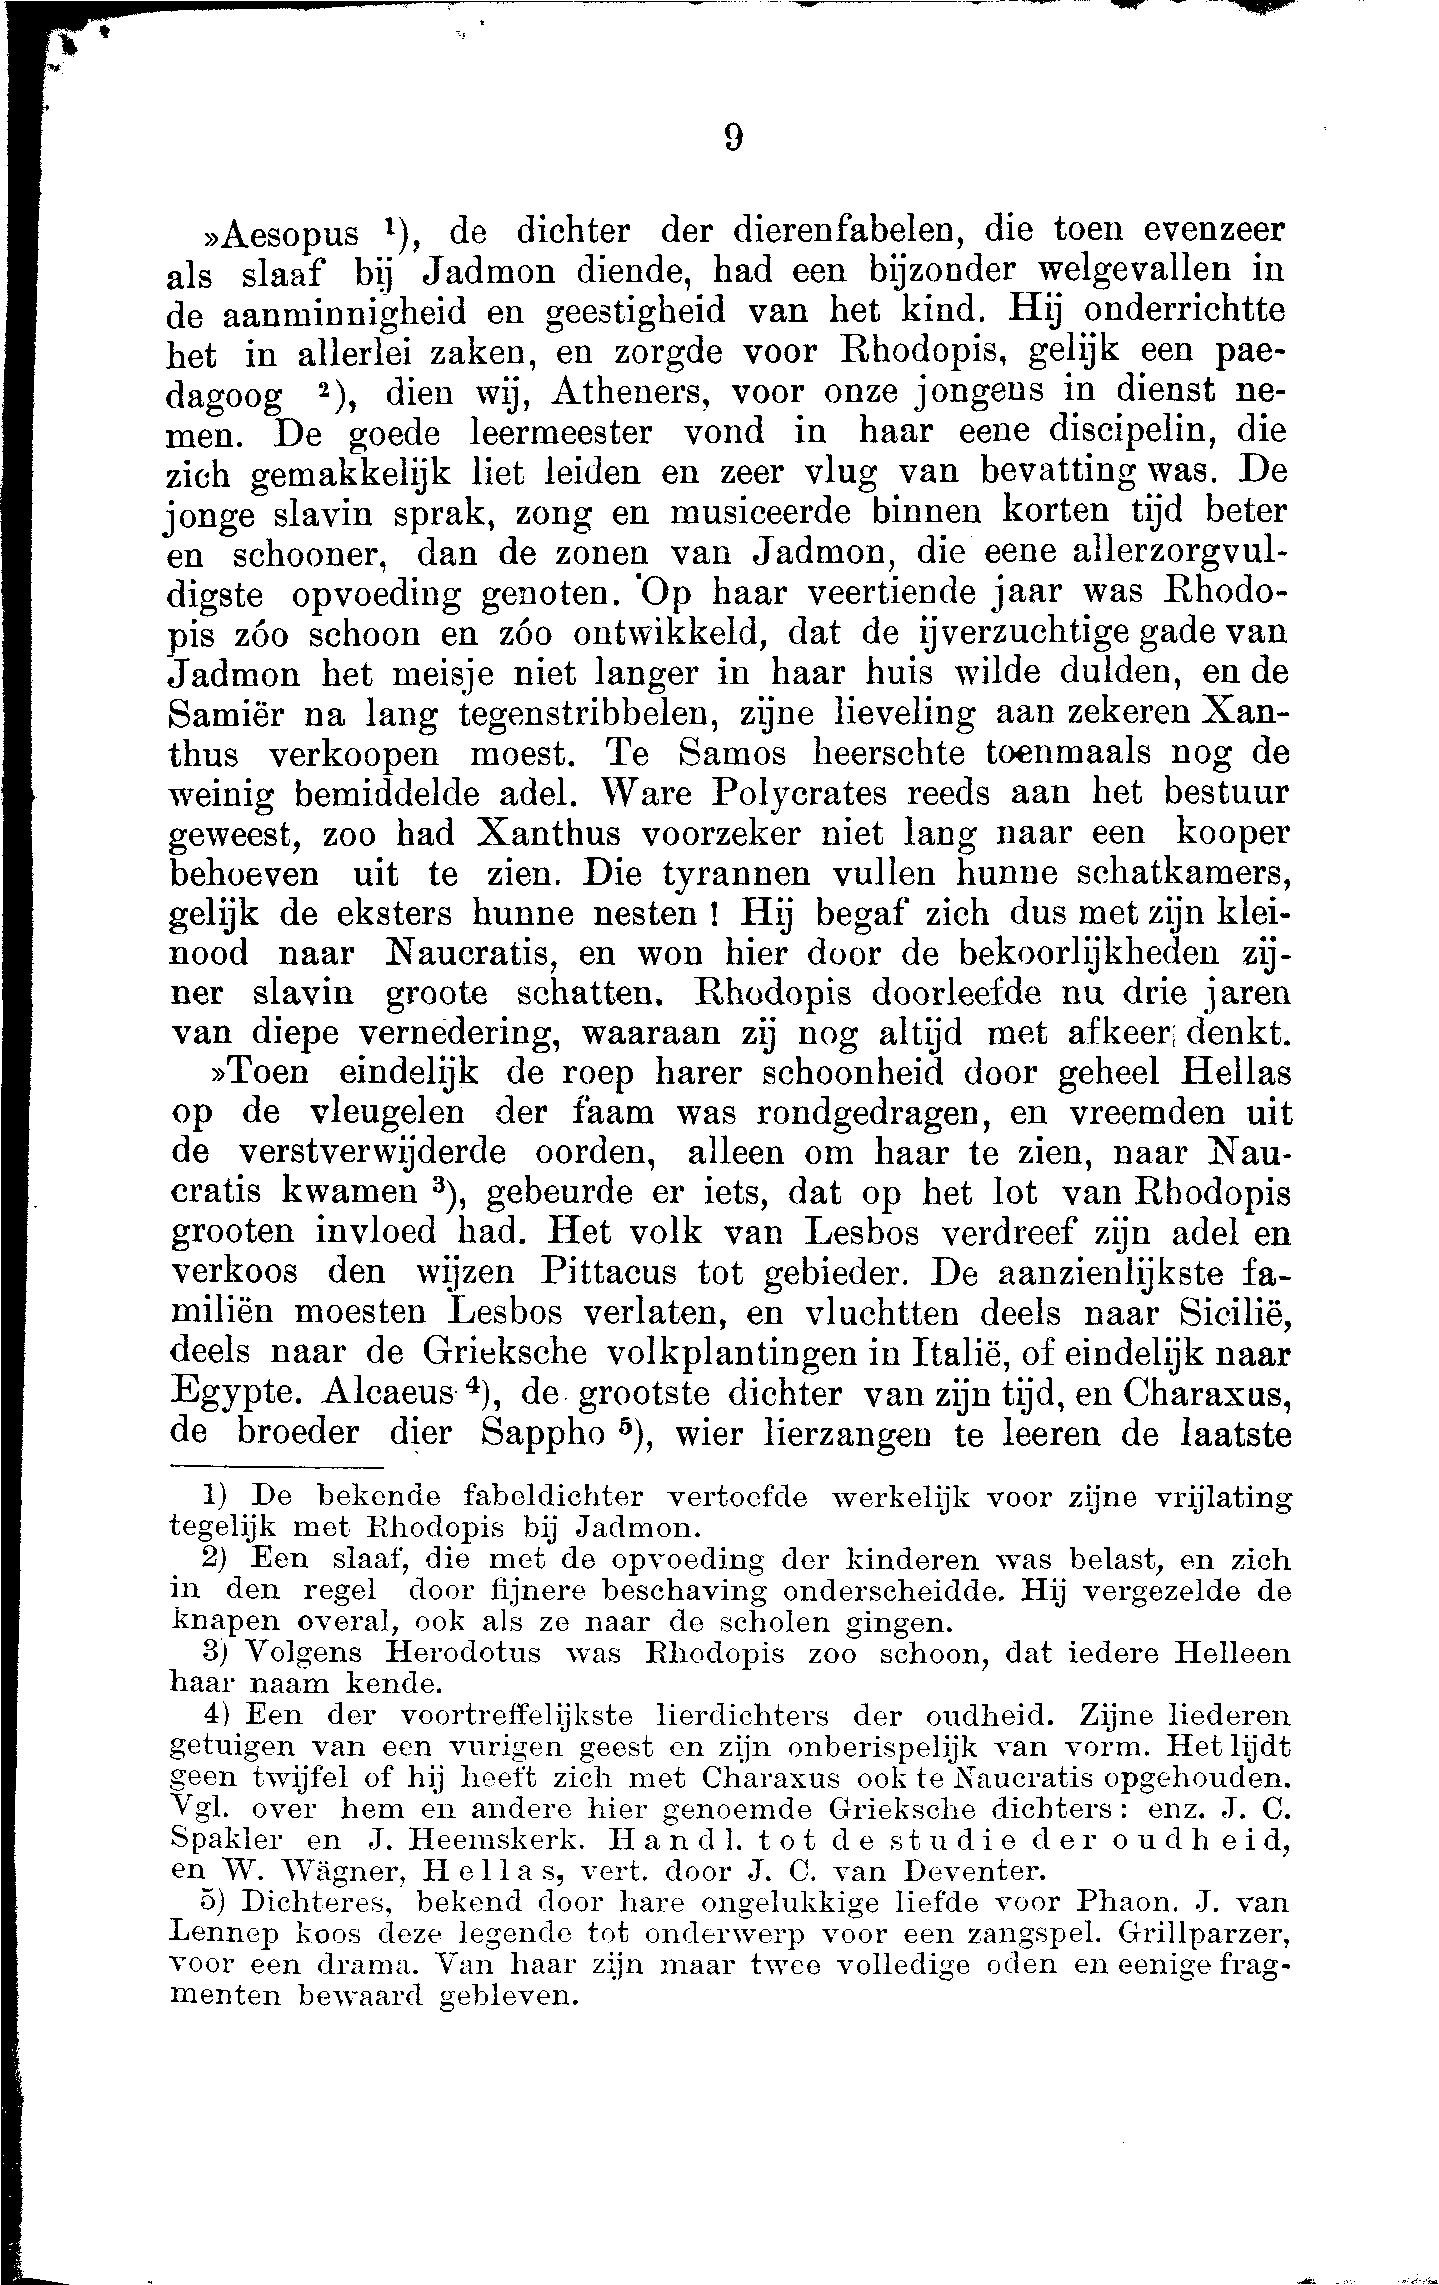 9
»Aesopus ¹), de dichter der dierenfabelen, die toen evenzeer
als slaaf bij Jadmon diende, had een bijzonder welgevallen in
de aanminnigheid en geestigheid van het kind. Hij onderrichtte
het in allerlei zaken, en zorgde voor Rhodopis, gelijk een pae-
dagoog ²), dien wij, Atheners, voor onze jongens in dienst ne-
men. De goede leermeester vond in haar eene discipelin, die
zich gemakkelijk liet leiden en zeer vlug van bevatting was. De
jonge slavin sprak, zong en musiceerde binnen korten tijd beter
en schooner, dan de zonen van Jadmon, die eene allerzorgvul-
digste opvoeding genoten. Op haar veertiende jaar was Rhodo-
pis zóo schoon en zóo ontwikkeld, dat de ijverzuchtige gade van
Jadmon het meisje niet langer in haar huis wilde dulden, en de
Samiër na lang tegenstribbelen, zijne lieveling aan zekeren Xan-
thus verkoopen moest. Te Samos heerschte toenmaals nog de
weinig bemiddelde adel. Ware Polycrates reeds aan het bestuur
geweest, zoo had Xanthus voorzeker niet lang naar een kooper
behoeven uit te zien. Die tyrannen vullen hunne schatkamers,
gelijk de eksters hunne nesten! Hij begaf zich dus met zijn klei-
nood naar Naucratis, en won hier door de bekoorlijkheden zij-
ner slavin groote schatten. Rhodopis doorleefde nu drie jaren
van diepe vernedering, waaraan zij nog altijd met afkeer denkt.
»Toen eindelijk de roep harer schoonheid door geheel Hellas
op de vleugelen der faam was rondgedragen, en vreemden uit
de verstverwijderde oorden, alleen om haar te zien, naar Nau-
cratis kwamen ³), gebeurde er iets, dat op het lot van Rhodopis
grooten invloed had. Het volk van Lesbos verdreef zijn adel en
verkoos den wijzen Pittacus tot gebieder. De aanzienlijkste fa-
miliën moesten Lesbos verlaten, en vluchtten deels naar Sicilië,
deels naar de Grieksche volkplantingen in Italië, of eindelijk naar
Egypte. Alcaeus ⁴), de grootste dichter van zijn tijd, en Charaxus,
de broeder dier Sappho ⁵), wier lierzangen te leeren de laatste
1) De bekende fabeldichter vertoefde werkelijk voor zijne vrijlating
tegelijk met Rhodopis bij Jadmon.
2) Een slaaf, die met de opvoeding der kinderen was belast, en zich
in den regel door fijnere beschaving onderscheidde. Hij vergezelde de
knapen overal, ook als ze naar de scholen gingen.
3) Volgens Herodotus was Rhodopis zoo schoon, dat iedere Helleen
haar naam kende.
4) Een der voortreffelijkste lierdichters der oudheid. Zijne liederen
getuigen van een vurigen geest en zijn onberispelijk van vorm. Het lijdt
geen twijfel of hij heeft zich met Charaxus ook te Naucratis opgehouden.
Vgl. over hem en andere hier genoemde Grieksche dichters: enz. J. C.
Spakler en J. Heemskerk. Handl. tot de studie der oudheid,
en W. Wägner, Hellas, vert. door J. C. van Deventer.
5) Dichteres, bekend door hare ongelukkige liefde voor Phaon. J. van
Lennep koos deze legende tot onderwerp voor een zangspel. Grillparzer,
voor een drama. Van haar zijn maar twee volledige oden en eenige frag-
menten bewaard gebleven.